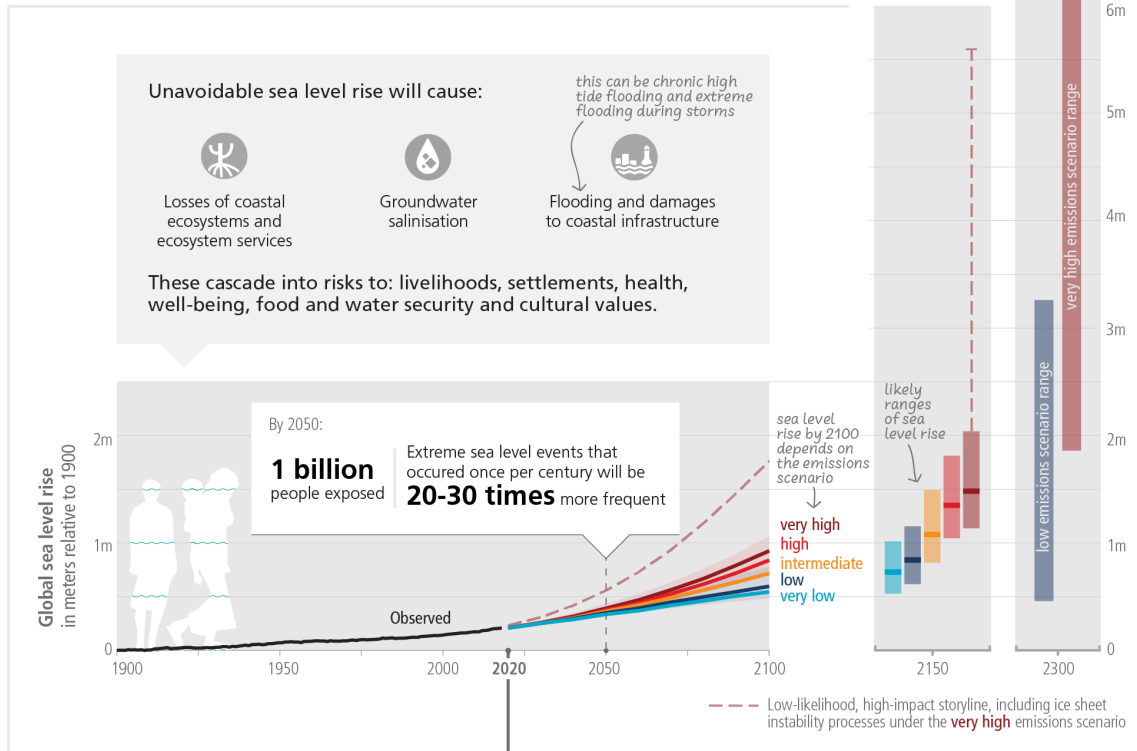 Unavoidable sea level rise will cause:
this can be chronic high
tide flooding and extreme
flooding during storms
Losses of coastal
ecosystems and
ecosystem services
Groundwater
salinisation
Flooding and damages
to coastal infrastructure
These cascade into risks to: livelihoods, settlements, health,
well-being, food and water security and cultural values.
Global sea level rise
in meters relative to 1900
2m
1m
0
By 2050:
1 billion
people exposed
Extreme sea level events that
occured once per century will be
20-30 times more frequent
Observed
1900
1950
2000
2020
2050
2100
sea level
rise by 2100
depends on
the emissions
scenario
very high
high
intermediate
low
very low
likely
ranges
of sea
level rise
2150
low emissions scenario range
very high emissions scenario range
2300
6m
5m
4m
3m
2m
1m
0
Low-likelihood, high-impact storyline, including ice sheet
instability processes under the very high emissions scenario